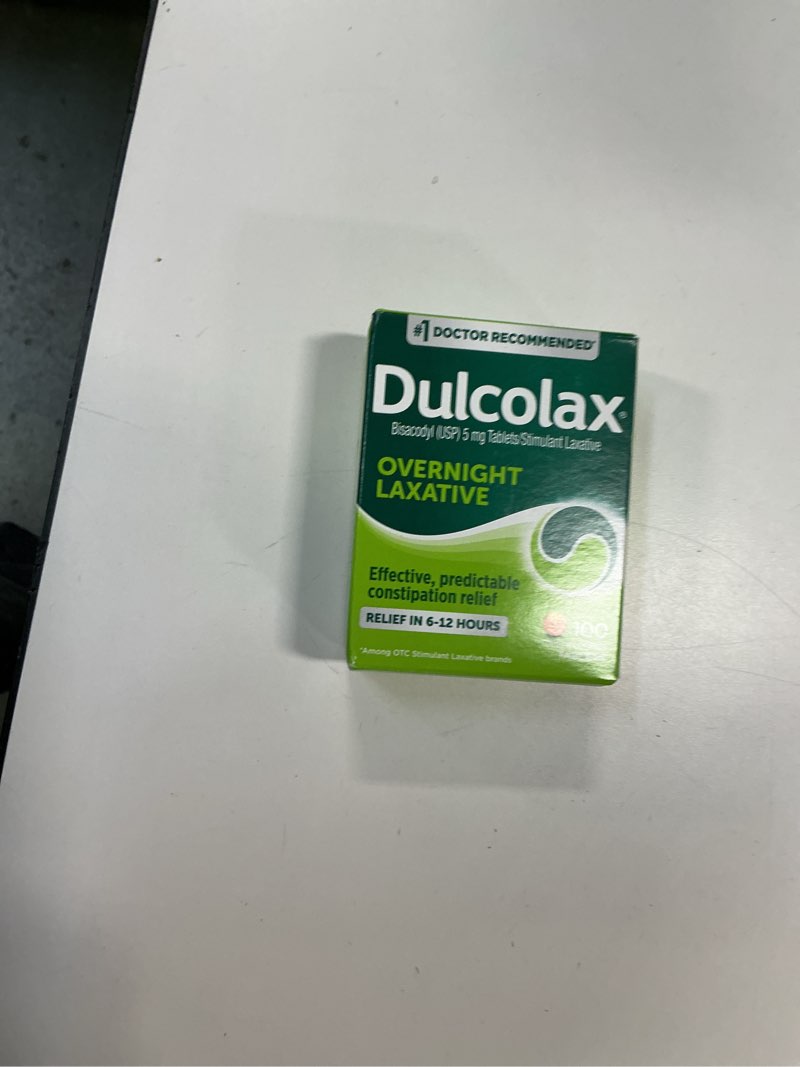 #1 DOCTOR RECOMMENDED*
Dulcolax®
Bisacodyl (USP) 5 mg Tablets/Stimulant Laxative
OVERNIGHT
LAXATIVE
Effective, predictable
constipation relief
RELIEF IN 6-12 HOURS
100
*Among OTC Stimulant Laxative brands